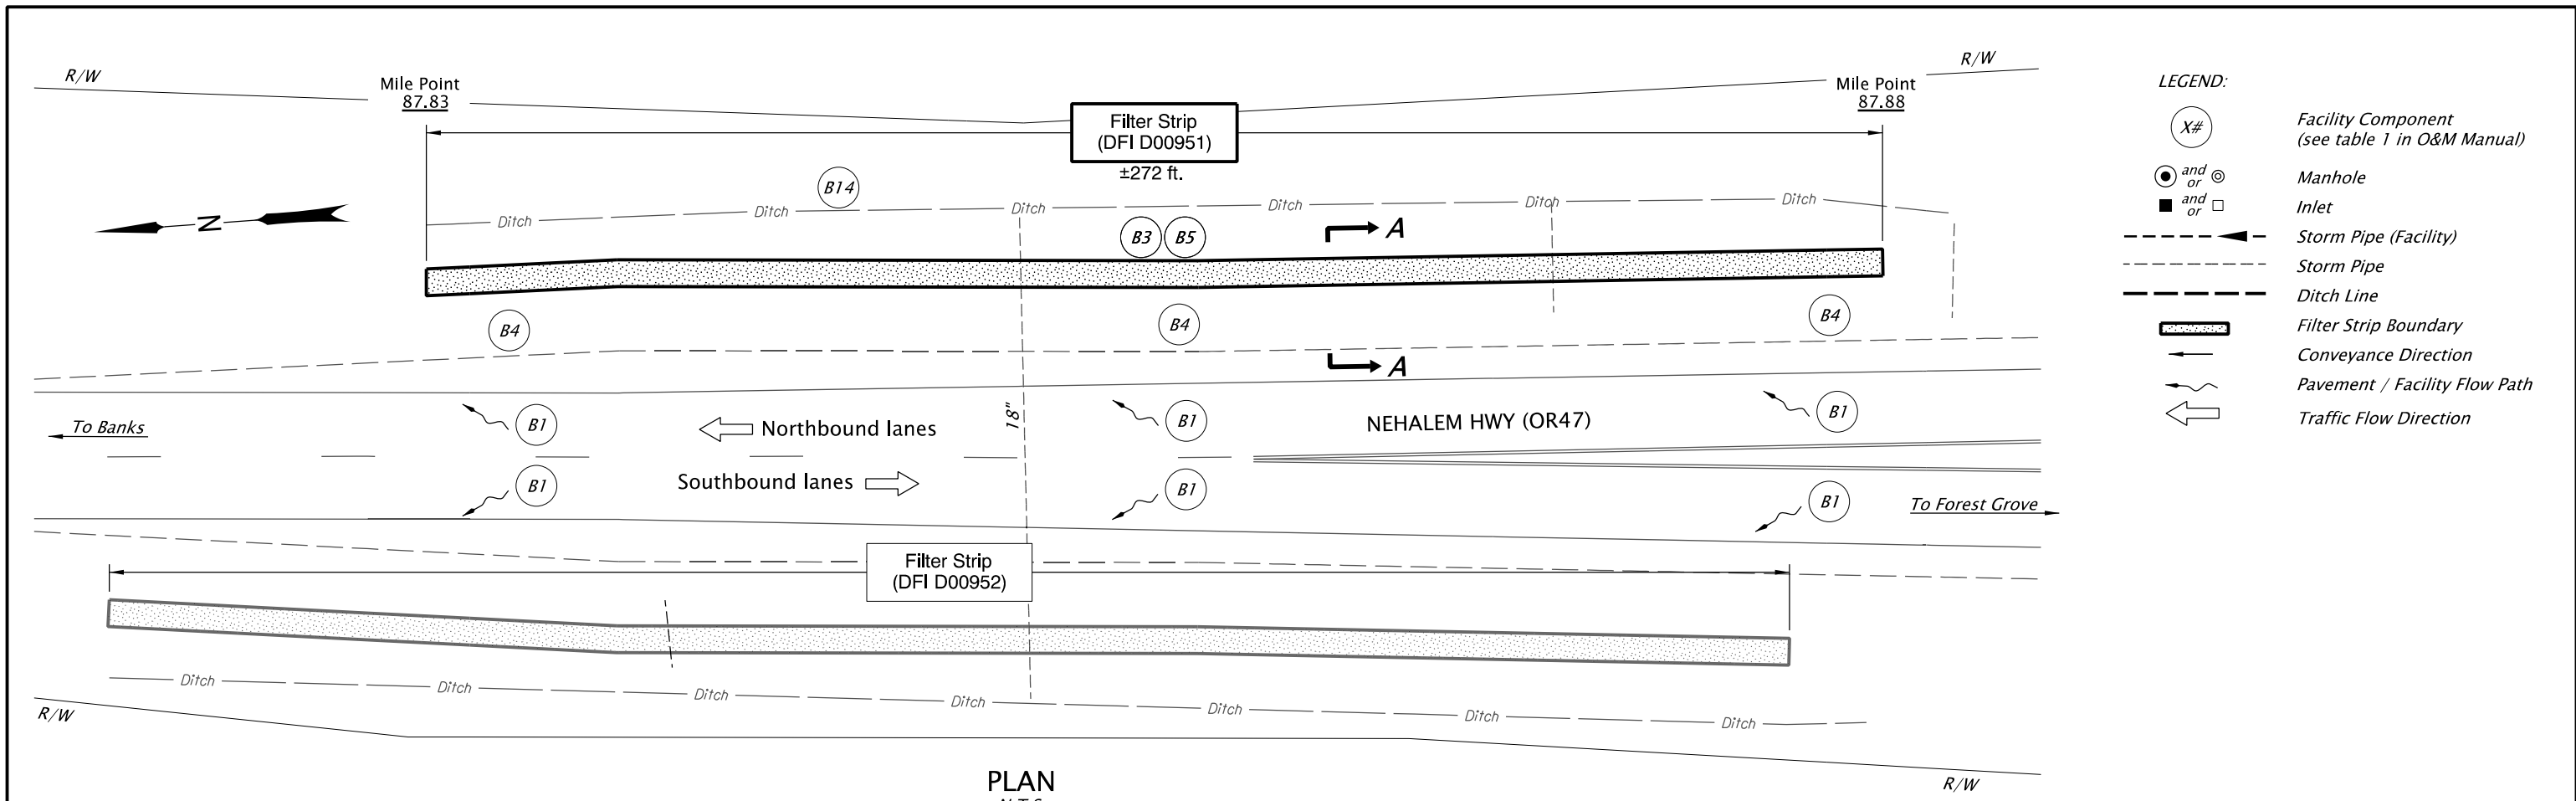 R/W
Mile Point
87.83
Filter Strip
(DFI D00951)
±272 ft.
Mile Point
87.88
R/W
N
B14
Ditch
Ditch
Ditch
Ditch
Ditch
Ditch
B3
B5
A
B4
B4
B4
A
To Banks
B1
Northbound lanes
18"
B1
NEHALEM HWY (OR47)
B1
B1
Southbound lanes
B1
B1
To Forest Grove
Filter Strip
(DFI D00952)
Ditch
Ditch
Ditch
Ditch
Ditch
Ditch
Ditch
R/W
R/W
PLAN
N.T.S.
LEGEND:
X#
Facility Component
(see table 1 in O&M Manual)
and
or
Manhole
and
or
Inlet
Storm Pipe (Facility)
Storm Pipe
Ditch Line
Filter Strip Boundary
Conveyance Direction
Pavement / Facility Flow Path
Traffic Flow Direction